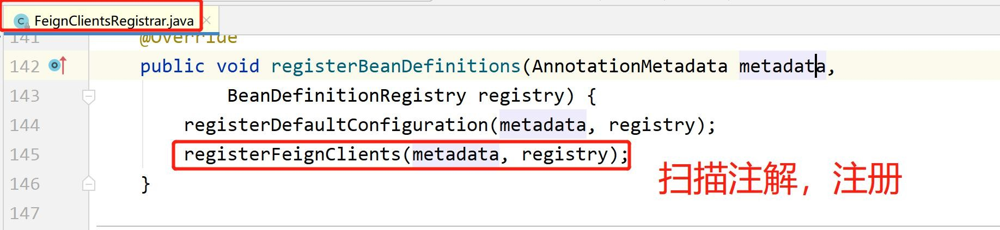 FeignClientsRegistrar.java
141 @Override
142 public void registerBeanDefinitions(AnnotationMetadata metadata,
143 BeanDefinitionRegistry registry) {
144 registerDefaultConfiguration(metadata, registry);
145 registerFeignClients(metadata, registry);
扫描注解，注册
146 }
147